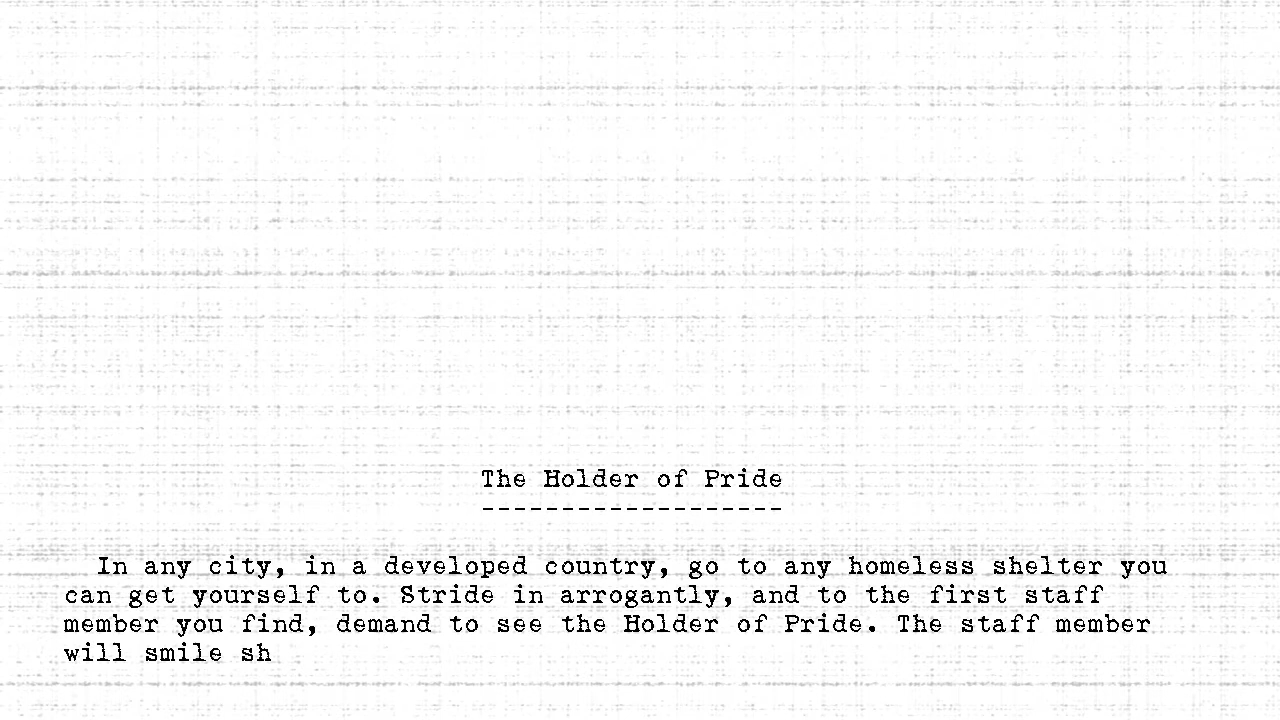 The Holder of Pride
-------------------
In any city, in a developed country, go to any homeless shelter you
can get yourself to. Stride in arrogantly, and to the first staff
member you find, demand to see the Holder of Pride. The staff member
will smile sh